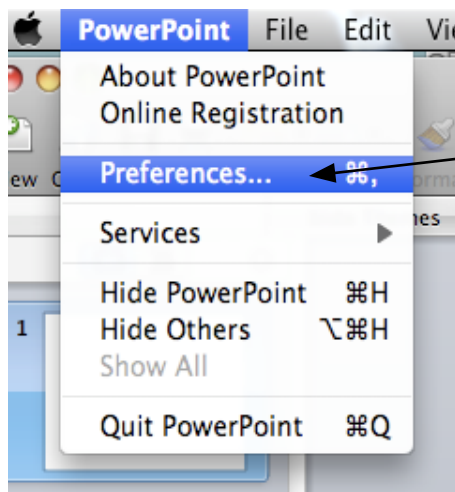 PowerPoint File Edit
About PowerPoint
Online Registration
Preferences... ⌘,
Services
Hide PowerPoint ⌘H
1
Hide Others ⌥⌘H
Show All
Quit PowerPoint ⌘Q